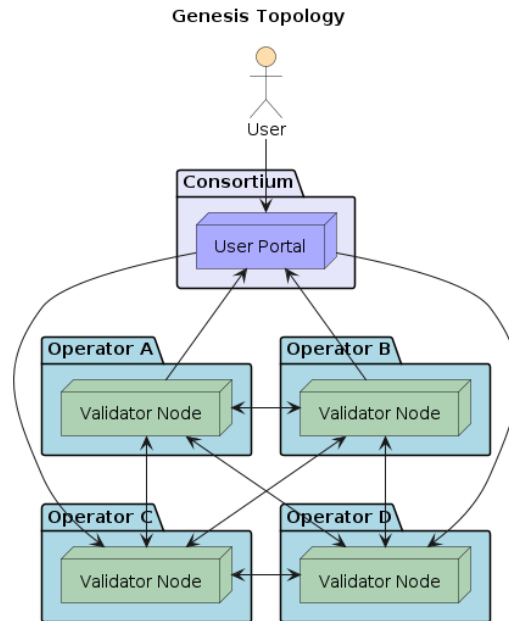 Genesis Topology
User
Consortium
User Portal
Operator A
Operator B
Validator Node
Validator Node
Operator C
Operator D
Validator Node
Validator Node